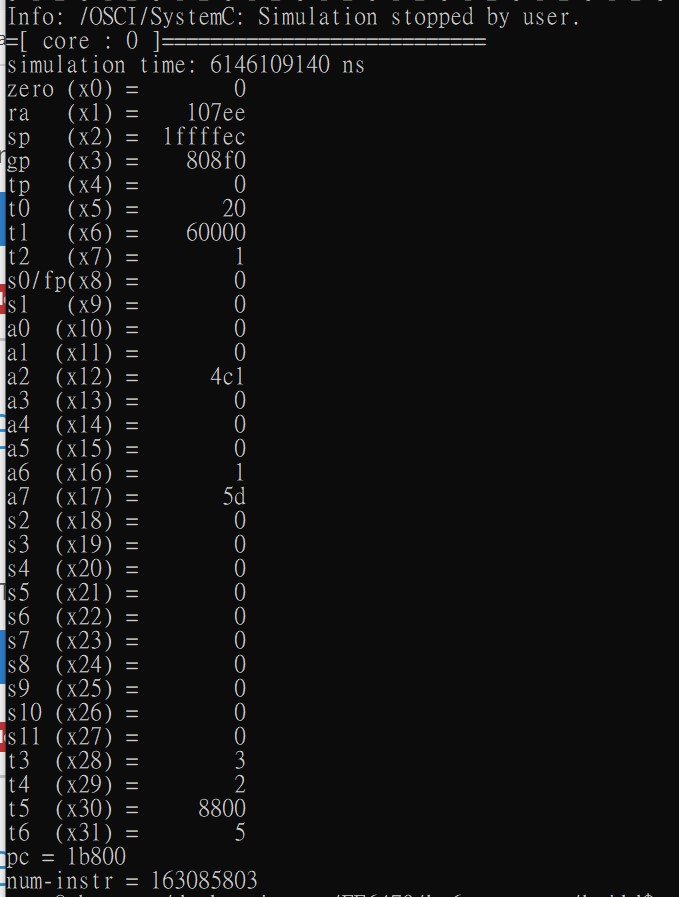 Info: /OSCI/SystemC: Simulation stopped by user.
=[ core : 0 ]===========================
simulation time: 6146109140 ns
zero (x0) = 0
ra (x1) = 107ee
sp (x2) = 1ffffec
gp (x3) = 808f0
tp (x4) = 0
t0 (x5) = 20
t1 (x6) = 60000
t2 (x7) = 1
s0/fp(x8) = 0
s1 (x9) = 0
a0 (x10) = 0
a1 (x11) = 0
a2 (x12) = 4c1
a3 (x13) = 0
a4 (x14) = 0
a5 (x15) = 0
a6 (x16) = 1
a7 (x17) = 5d
s2 (x18) = 0
s3 (x19) = 0
s4 (x20) = 0
s5 (x21) = 0
s6 (x22) = 0
s7 (x23) = 0
s8 (x24) = 0
s9 (x25) = 0
s10 (x26) = 0
s11 (x27) = 0
t3 (x28) = 3
t4 (x29) = 2
t5 (x30) = 8800
t6 (x31) = 5
pc = 1b800
num-instr = 163085803